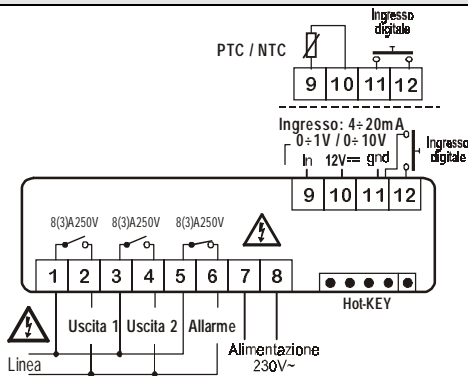 Ingresso
digitale
PTC / NTC
9 10 11 12
Ingresso: 4÷20mA
0÷1V / 0÷10V
In 12V⎓ gnd
Ingresso
digitale
9 10 11 12
8(3)A250V 8(3)A250V 8(3)A250V
1 2 3 4 5 6 7 8
Hot-KEY
Uscita 1 Uscita 2 Allarme
Linea
Alimentazione
230V~